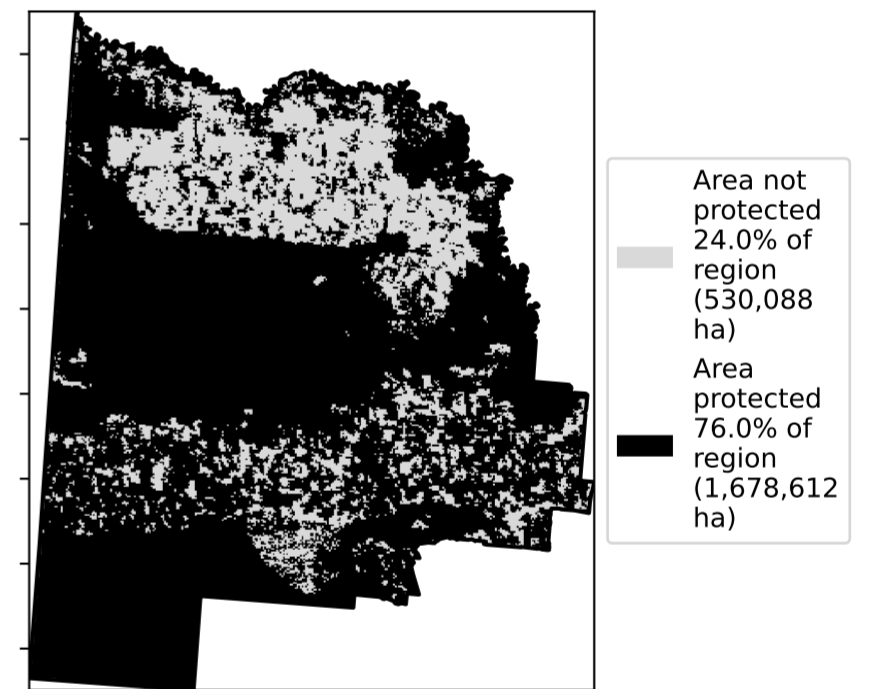 Area not
protected
24.0% of
region
(530,088
ha)
Area
protected
76.0% of
region
(1,678,612
ha)